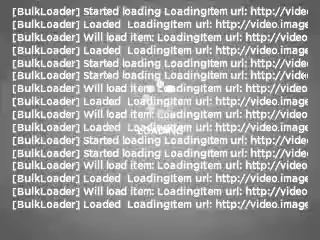 [BulkLoader] Started loading LoadingItem url: http://vide
[BulkLoader] Loaded  LoadingItem url: http://video.image
[BulkLoader] Will load item: LoadingItem url: http://video
[BulkLoader] Loaded  LoadingItem url: http://video.image
[BulkLoader] Started loading LoadingItem url: http://vide
[BulkLoader] Started loading LoadingItem url: http://vide
[BulkLoader] Will load item: LoadingItem url: http://video
[BulkLoader] Loaded  LoadingItem url: http://video.image
[BulkLoader] Will load item: LoadingItem url: http://video
[BulkLoader] Loaded  LoadingItem url: http://video.image
[BulkLoader] Started loading LoadingItem url: http://vide
[BulkLoader] Started loading LoadingItem url: http://vide
[BulkLoader] Will load item: LoadingItem url: http://video
[BulkLoader] Loaded  LoadingItem url: http://video.image
[BulkLoader] Will load item: LoadingItem url: http://video
[BulkLoader] Loaded  LoadingItem url: http://video.image